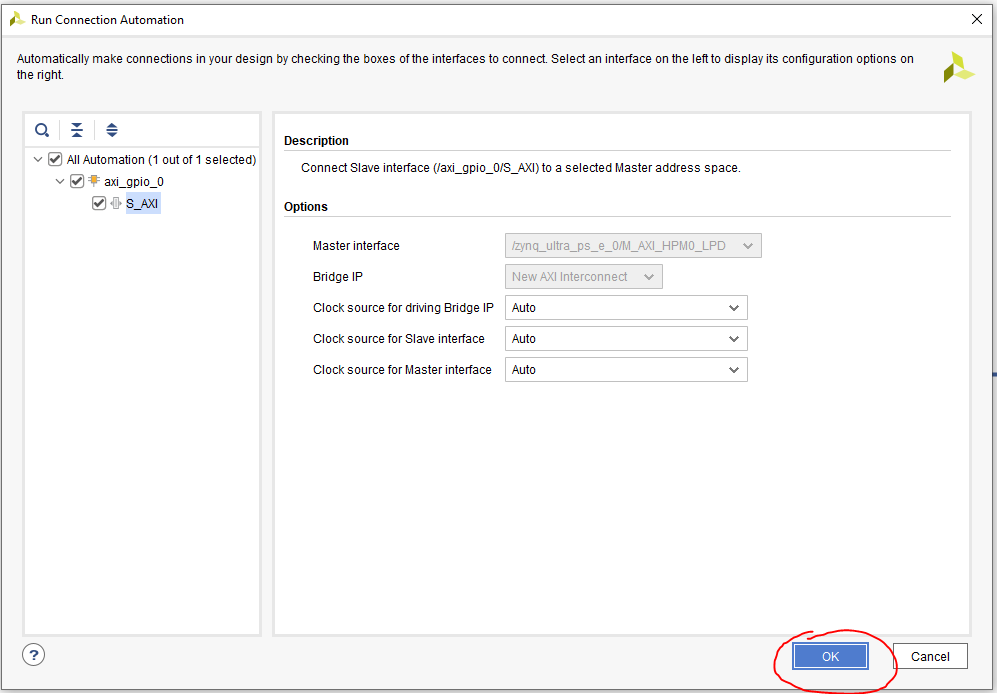 Run Connection Automation
Automatically make connections in your design by checking the boxes of the interfaces to connect. Select an interface on the left to display its configuration options on
the right.
All Automation (1 out of 1 selected)
axi_gpio_0
S_AXI
Description
Connect Slave interface (/axi_gpio_0/S_AXI) to a selected Master address space.
Options
Master interface /zynq_ultra_ps_e_0/M_AXI_HPM0_LPD
Bridge IP New AXI Interconnect
Clock source for driving Bridge IP Auto
Clock source for Slave interface Auto
Clock source for Master interface Auto
? OK Cancel